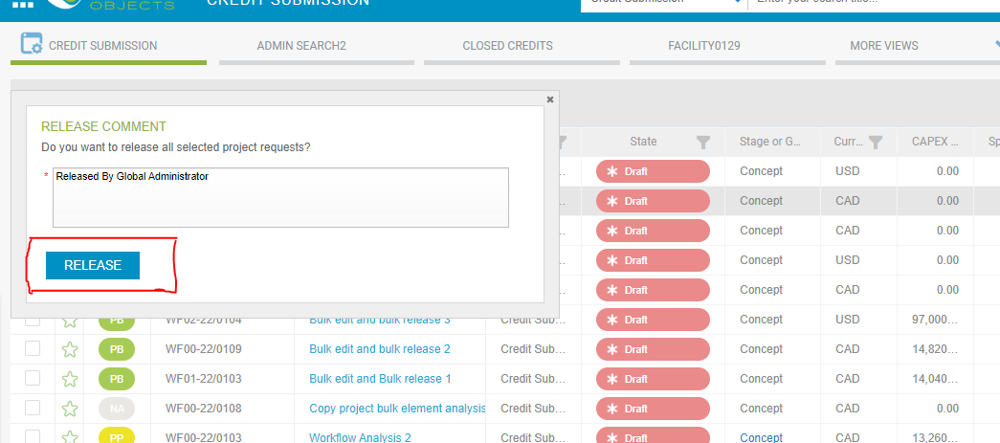 OBJECTS
CREDIT SUBMISSION
Credit Submission
Enter your search title...
CREDIT SUBMISSION
ADMIN SEARCH2
CLOSED CREDITS
FACILITY0129
MORE VIEWS
RELEASE COMMENT
Do you want to release all selected project requests?
* Released By Global Administrator
RELEASE
State Stage or G... Curr... CAPEX ... Sp
... Draft Concept USD 0.00
... Draft Concept CAD 0.00
Draft Concept CAD 0.00
... Draft Concept USD 0.00
... Draft Concept CAD 0.00
PB WF02-22/0104 Bulk edit and bulk release 3 Credit Sub... Draft Concept USD 97,000...
PB WF00-22/0109 Bulk edit and bulk release 2 Credit Sub... Draft Concept CAD 14,820...
PB WF01-22/0103 Bulk edit and Bulk release 1 Credit Sub... Draft Concept CAD 14,040...
NA WF00-22/0108 Copy project bulk element analysis Credit Sub... Draft Concept CAD 0.00
PP WF00-22/0103 Workflow Analysis 2 Credit Sub... Draft Concept CAD 13,260...